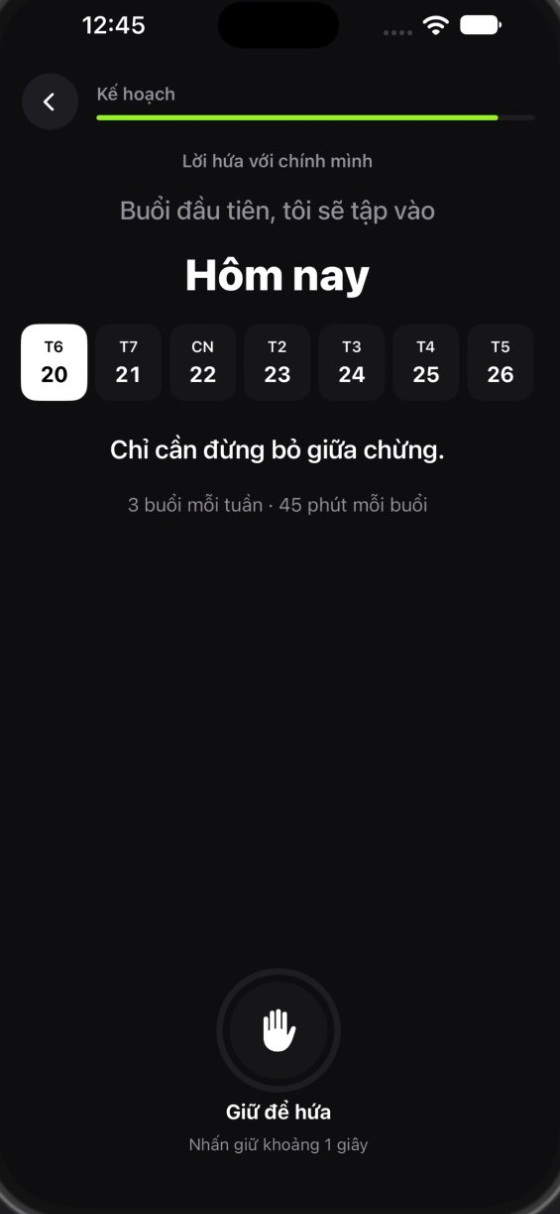 12:45
Kế hoạch
Lời hứa với chính mình
Buổi đầu tiên, tôi sẽ tập vào
Hôm nay
T6 T7 CN T2 T3 T4 T5
20 21 22 23 24 25 26
Chỉ cần đừng bỏ giữa chừng.
3 buổi mỗi tuần · 45 phút mỗi buổi
Giữ để hứa
Nhấn giữ khoảng 1 giây